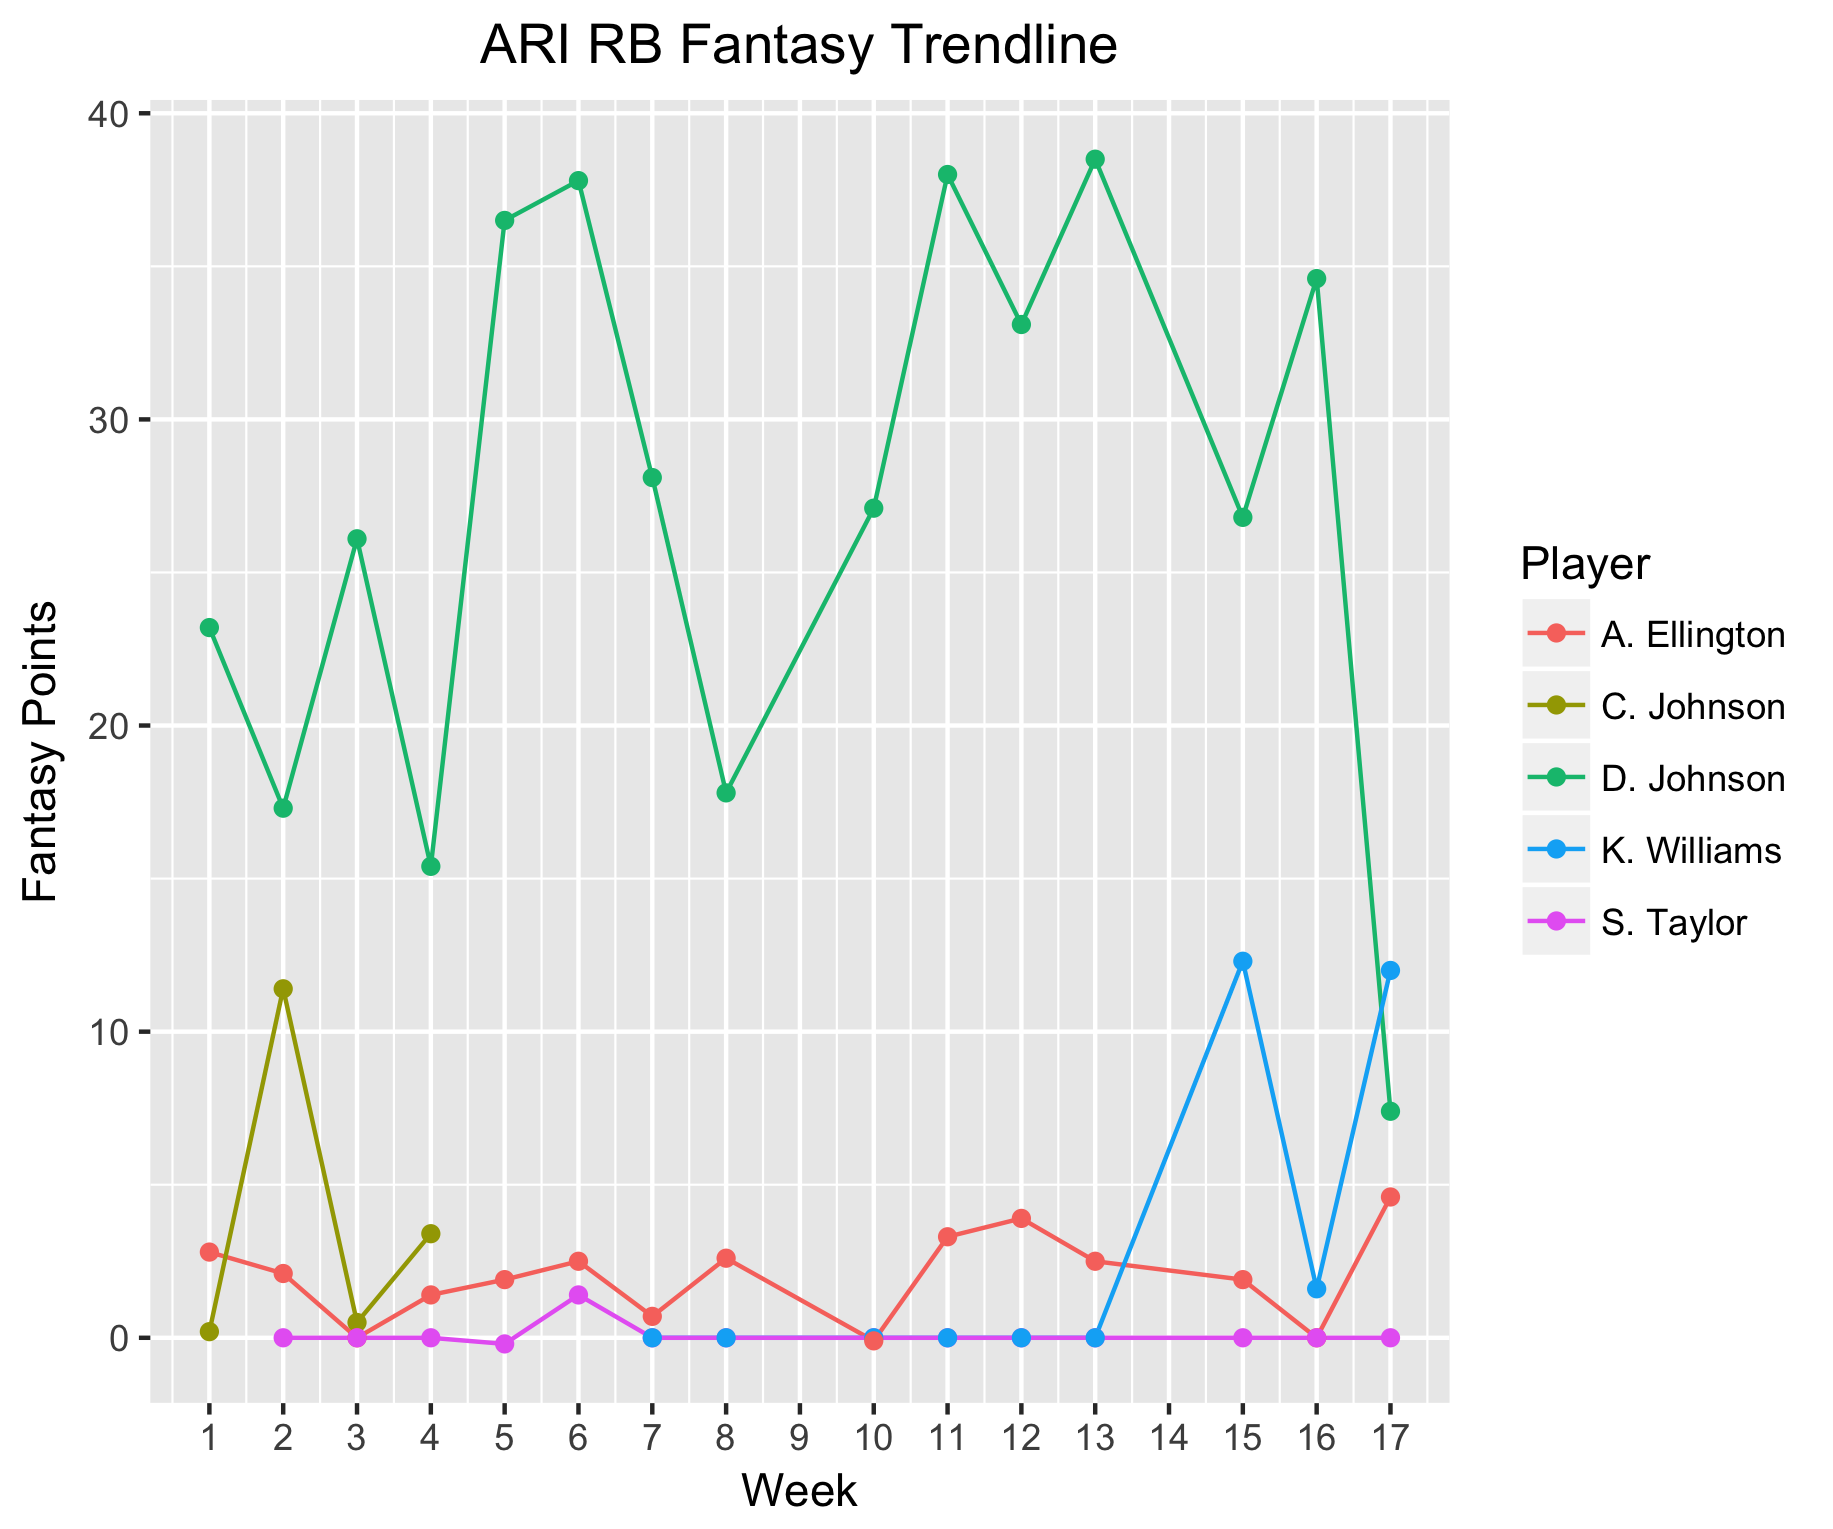 ARI RB Fantasy Trendline
40
30
20
10
0
Fantasy Points
1 2 3 4 5 6 7 8 9 10 11 12 13 14 15 16 17
Week
Player
A. Ellington
C. Johnson
D. Johnson
K. Williams
S. Taylor